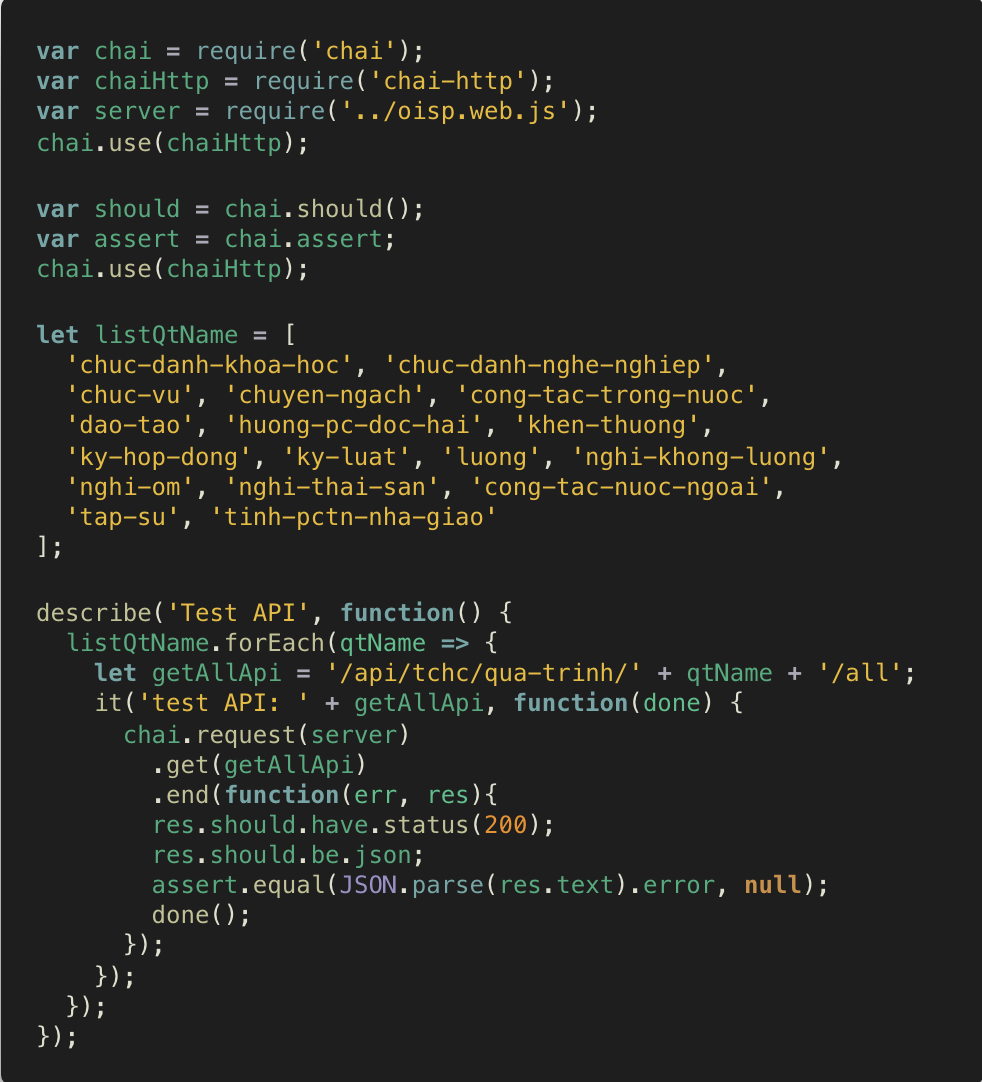 var chai = require('chai');
var chaiHttp = require('chai-http');
var server = require('../oisp.web.js');
chai.use(chaiHttp);

var should = chai.should();
var assert = chai.assert;
chai.use(chaiHttp);

let listQtName = [
  'chuc-danh-khoa-hoc', 'chuc-danh-nghe-nghiep',
  'chuc-vu', 'chuyen-ngach', 'cong-tac-trong-nuoc',
  'dao-tao', 'huong-pc-doc-hai', 'khen-thuong',
  'ky-hop-dong', 'ky-luat', 'luong', 'nghi-khong-luong',
  'nghi-om', 'nghi-thai-san', 'cong-tac-nuoc-ngoai',
  'tap-su', 'tinh-pctn-nha-giao'
];

describe('Test API', function() {
  listQtName.forEach(qtName => {
    let getAllApi = '/api/tchc/qua-trinh/' + qtName + '/all';
    it('test API: ' + getAllApi, function(done) {
      chai.request(server)
        .get(getAllApi)
        .end(function(err, res){
        res.should.have.status(200);
        res.should.be.json;
        assert.equal(JSON.parse(res.text).error, null);
        done();
      });
    });
  });
});